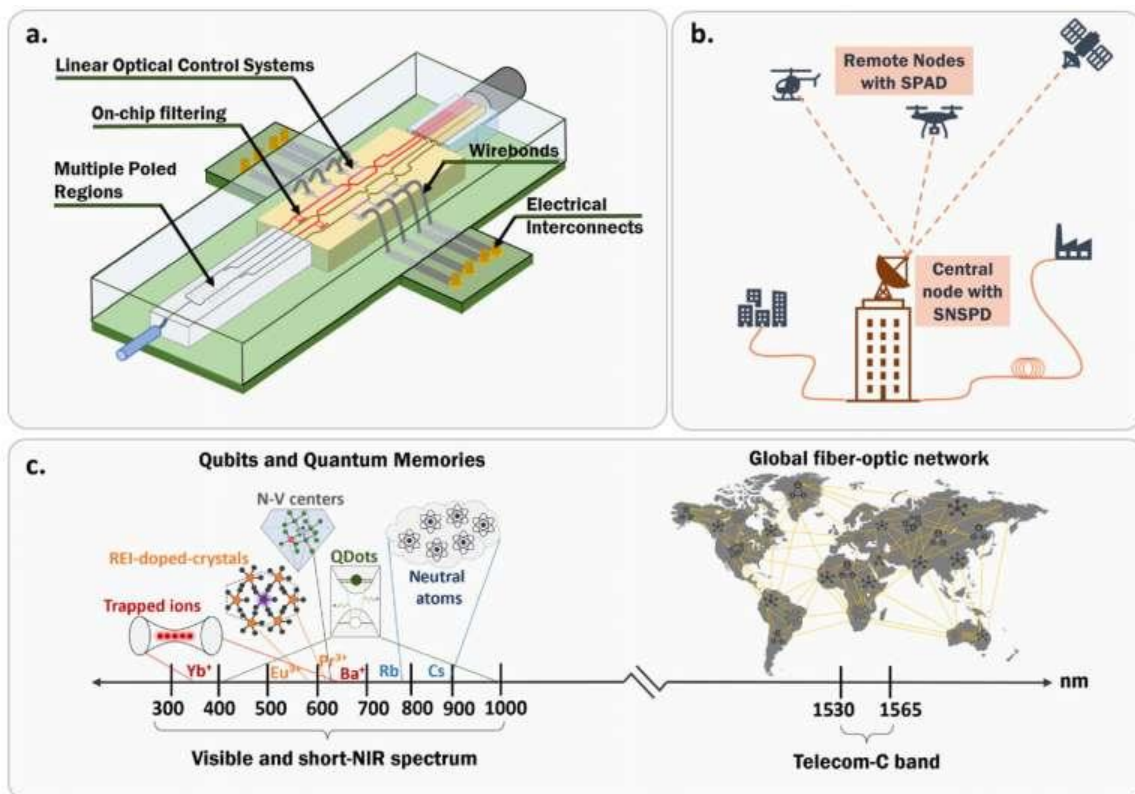 a.
Linear Optical Control Systems
On-chip filtering
Multiple Poled
Regions
Wirebonds
Electrical
Interconnects
b.
Remote Nodes
with SPAD
Central
node with
SNSPD
c.
Qubits and Quantum Memories
N-V centers
REI-doped-crystals
QDots
Trapped ions
Neutral
atoms
Yb⁺ Eu³⁺ Pr³⁺ Ba⁺ Rb Cs
300 400 500 600 700 800 900 1000
Visible and short-NIR spectrum
Global fiber-optic network
nm
1530 1565
Telecom-C band